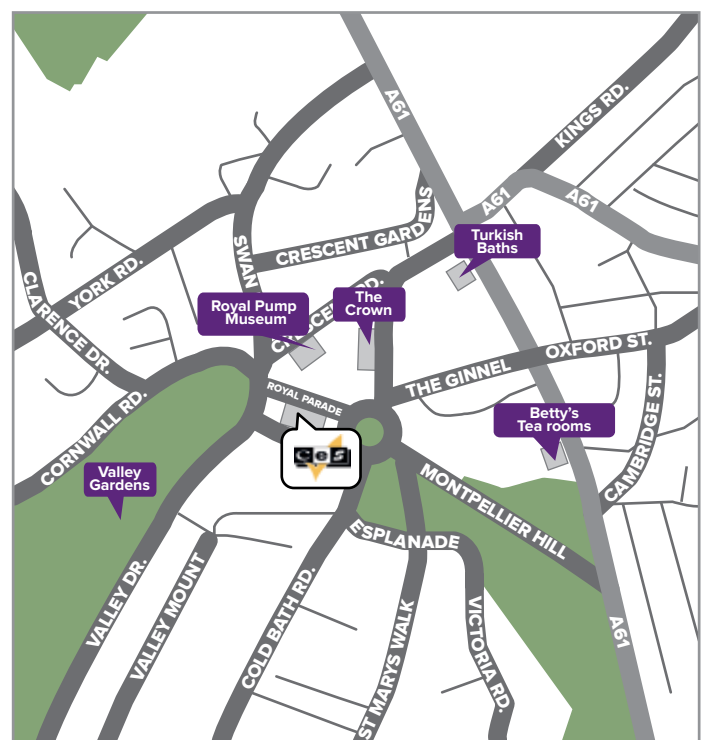 A61
KINGS RD.
A61
A61
CRESCENT GARDENS
SWAN
Turkish
Baths
YORK RD.
CLARENCE DR.
Royal Pump
Museum
The
Crown
RD.
OXFORD ST.
THE GINNEL
ROYAL PARADE
CORNWALL RD.
Betty's
Tea rooms
CAMBRIDGE ST.
ces
Valley
Gardens
MONTPELLIER HILL
ESPLANADE
VALLEY DR.
VALLEY MOUNT
COLD BATH RD.
ST MARYS WALK
VICTORIA RD.
A61